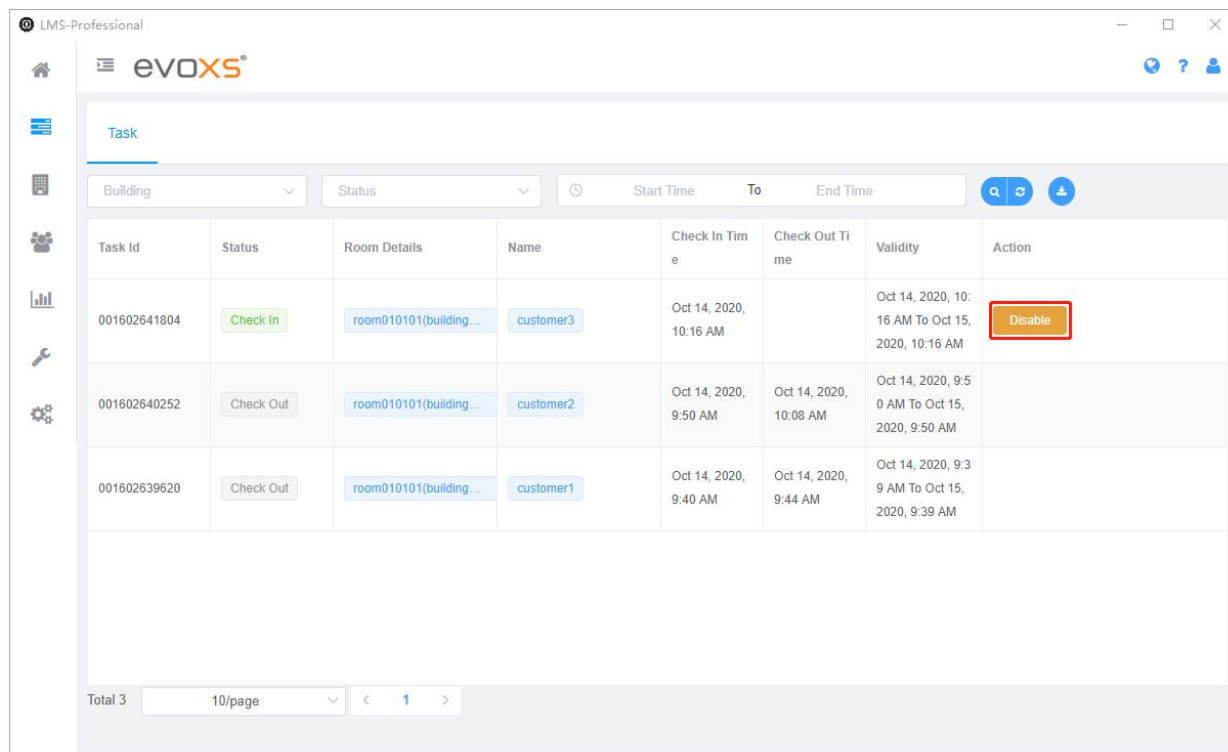 LMS-Professional
evoxs®
?
Task
Building
Status
Start Time
To
End Time
Task Id
Status
Room Details
Name
Check In Tim
e
Check Out Ti
me
Validity
Action
001602641804
Check In
room010101(building...
customer3
Oct 14, 2020,
10:16 AM
Oct 14, 2020, 10:
16 AM To Oct 15,
2020, 10:16 AM
Disable
001602640252
Check Out
room010101(building...
customer2
Oct 14, 2020,
9:50 AM
Oct 14, 2020,
10:08 AM
Oct 14, 2020, 9:5
0 AM To Oct 15,
2020, 9:50 AM
001602639620
Check Out
room010101(building...
customer1
Oct 14, 2020,
9:40 AM
Oct 14, 2020,
9:44 AM
Oct 14, 2020, 9:3
9 AM To Oct 15,
2020, 9:39 AM
Total 3
10/page
< 1 >